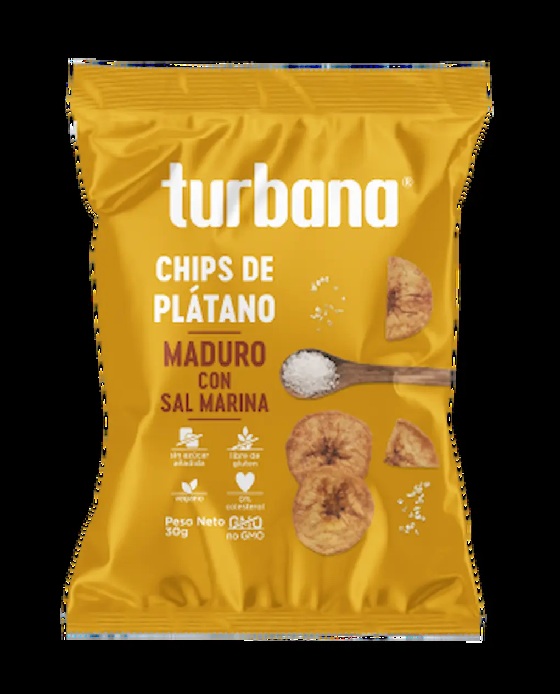 turbana®
CHIPS DE
PLÁTANO
MADURO
CON
SAL MARINA
sin azúcar
añadida
libre de
gluten
vegano
0%
colesterol
Peso Neto
30g
GMO
no GMO